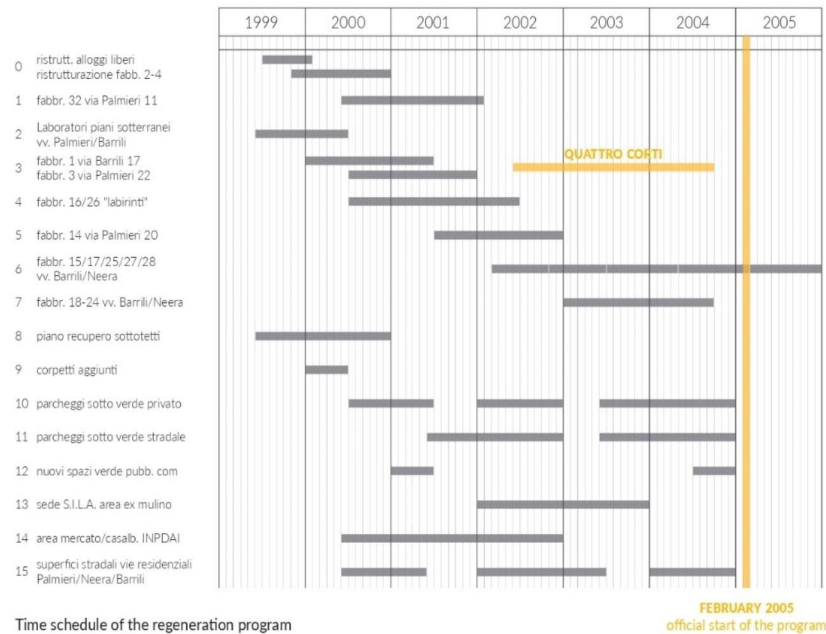 1999 2000 2001 2002 2003 2004 2005
0 ristrutt. alloggi liberi
ristrutturazione fabb. 2-4
1 fabbr. 32 via Palmieri 11
2 Laboratori piani sotterranei
vv. Palmieri/Barrili
QUATTRO CORTI
3 fabbr. 1 via Barrili 17
fabbr. 3 via Palmieri 22
4 fabbr. 16/26 "labirinti"
5 fabbr. 14 via Palmieri 20
6 fabbr. 15/17/25/27/28
vv. Barrili/Neera
7 fabbr. 18-24 vv. Barrili/Neera
8 piano recupero sottotetti
9 corpetti aggiunti
10 parcheggi sotto verde privato
11 parcheggi sotto verde stradale
12 nuovi spazi verde pubb. com
13 sede S.I.L.A. area ex mulino
14 area mercato/casalb. INPDAI
15 superfici stradali vie residenziali
Palmieri/Neera/Barrili
Time schedule of the regeneration program
FEBRUARY 2005
official start of the program